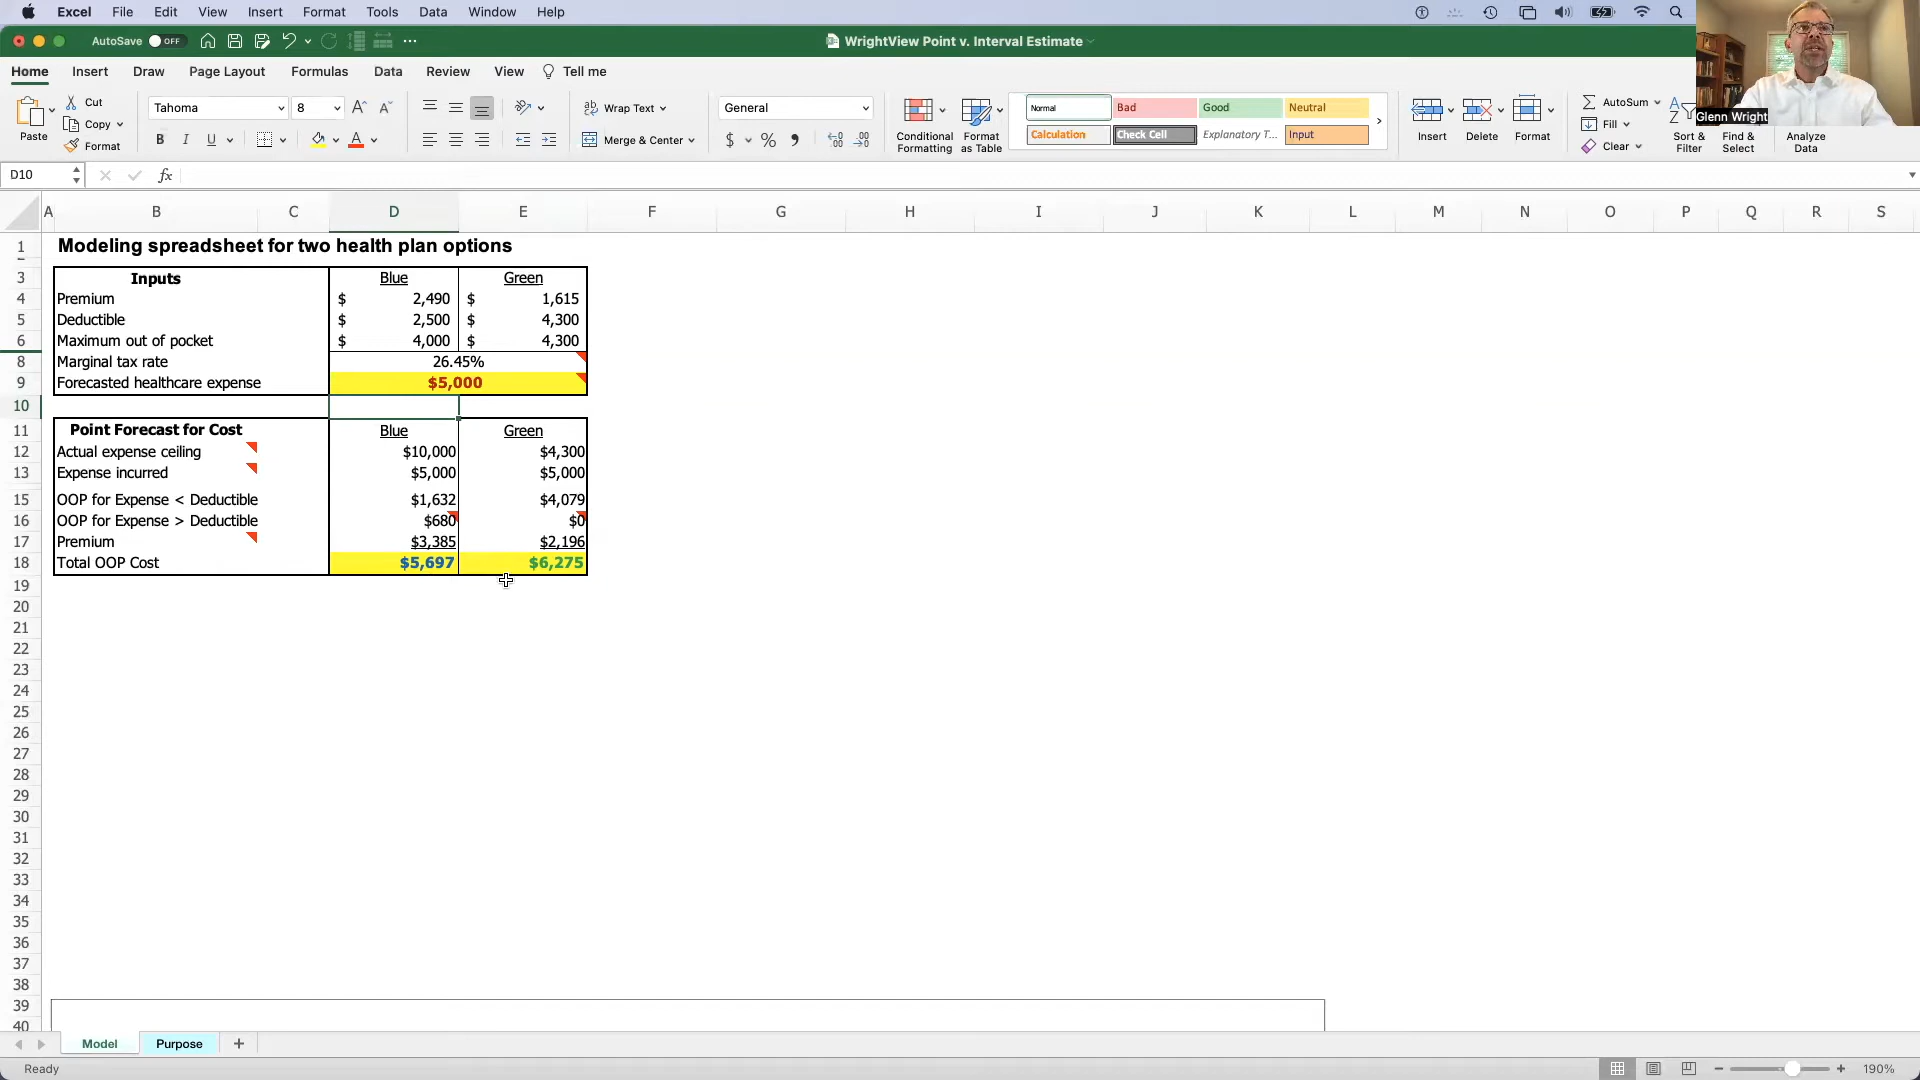 Excel File Edit View Insert Format Tools Data Window Help
AutoSave OFF WrightView Point v. Interval Estimate
Home Insert Draw Page Layout Formulas Data Review View Tell me
Paste Cut Copy Format
Tahoma 8
B I U
Wrap Text
Merge & Center
General
$ % 9
Conditional Formatting
Format as Table
Normal Bad Good Neutral
Calculation Check Cell Explanatory T... Input
Insert Delete Format
AutoSum
Fill
Clear
Sort & Filter
Find & Select
Analyze Data
Glenn Wright
D10 fx
A B C D E F G H I J K L M N O P Q R S
1 Modeling spreadsheet for two health plan options
3 Inputs Blue Green
4 Premium $ 2,490 $ 1,615
5 Deductible $ 2,500 $ 4,300
6 Maximum out of pocket $ 4,000 $ 4,300
8 Marginal tax rate 26.45%
9 Forecasted healthcare expense $5,000
10
11 Point Forecast for Cost Blue Green
12 Actual expense ceiling $10,000 $4,300
13 Expense incurred $5,000 $5,000
15 OOP for Expense < Deductible $1,632 $4,079
16 OOP for Expense > Deductible $680 $0
17 Premium $3,385 $2,196
18 Total OOP Cost $5,697 $6,275
19
20
21
22
23
24
25
26
27
28
29
30
31
32
33
34
35
36
37
38
39
40
Model Purpose +
Ready 190%